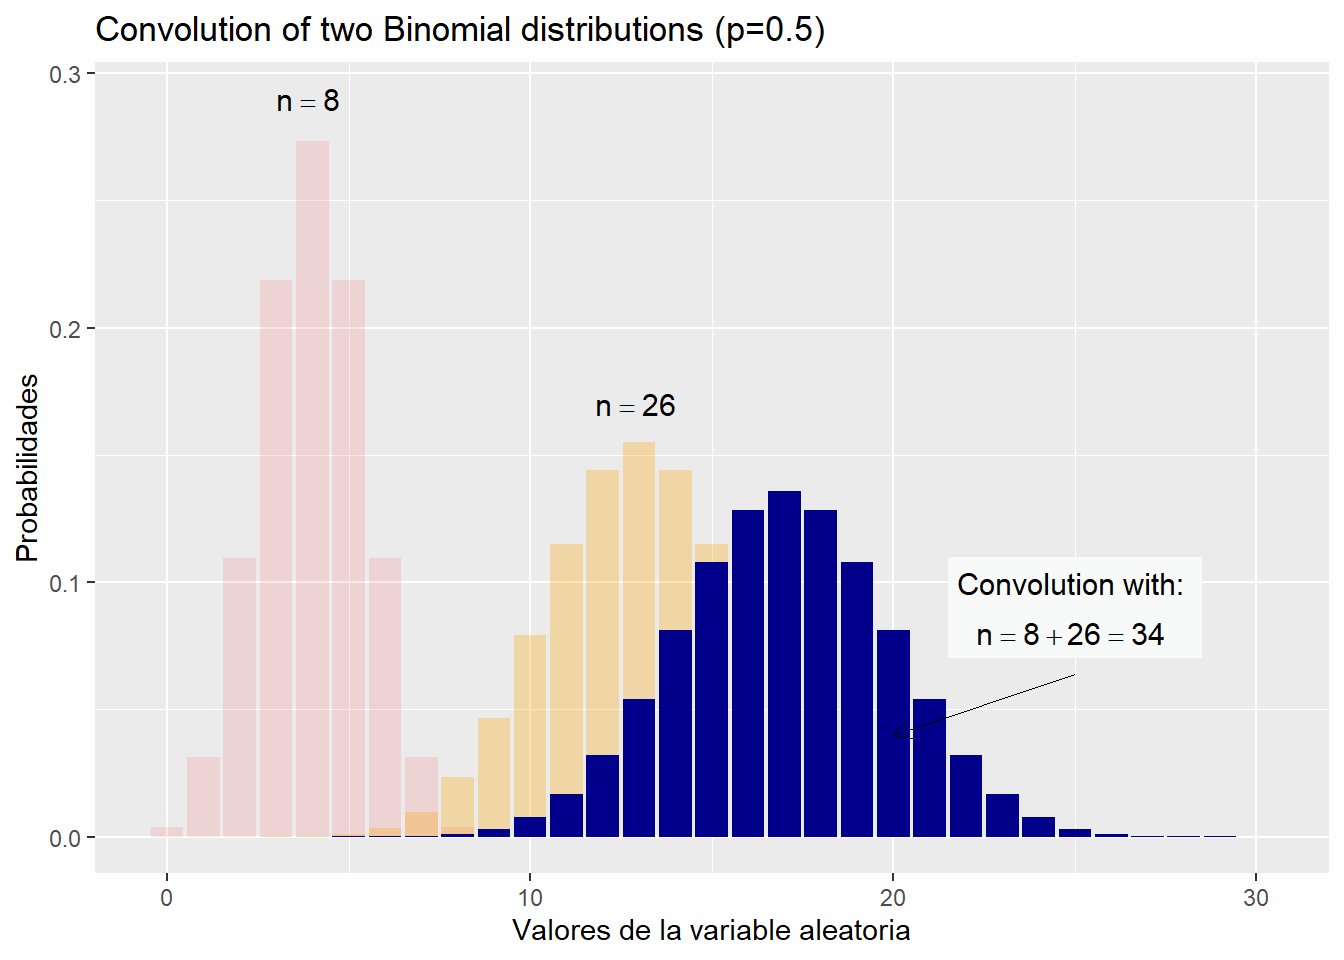 Convolution of two Binomial distributions (p=0.5)
0.3
n = 8
0.2
n = 26
Probabilidades
0.1
Convolution with:
n = 8 + 26 = 34
0.0
0
10
20
30
Valores de la variable aleatoria